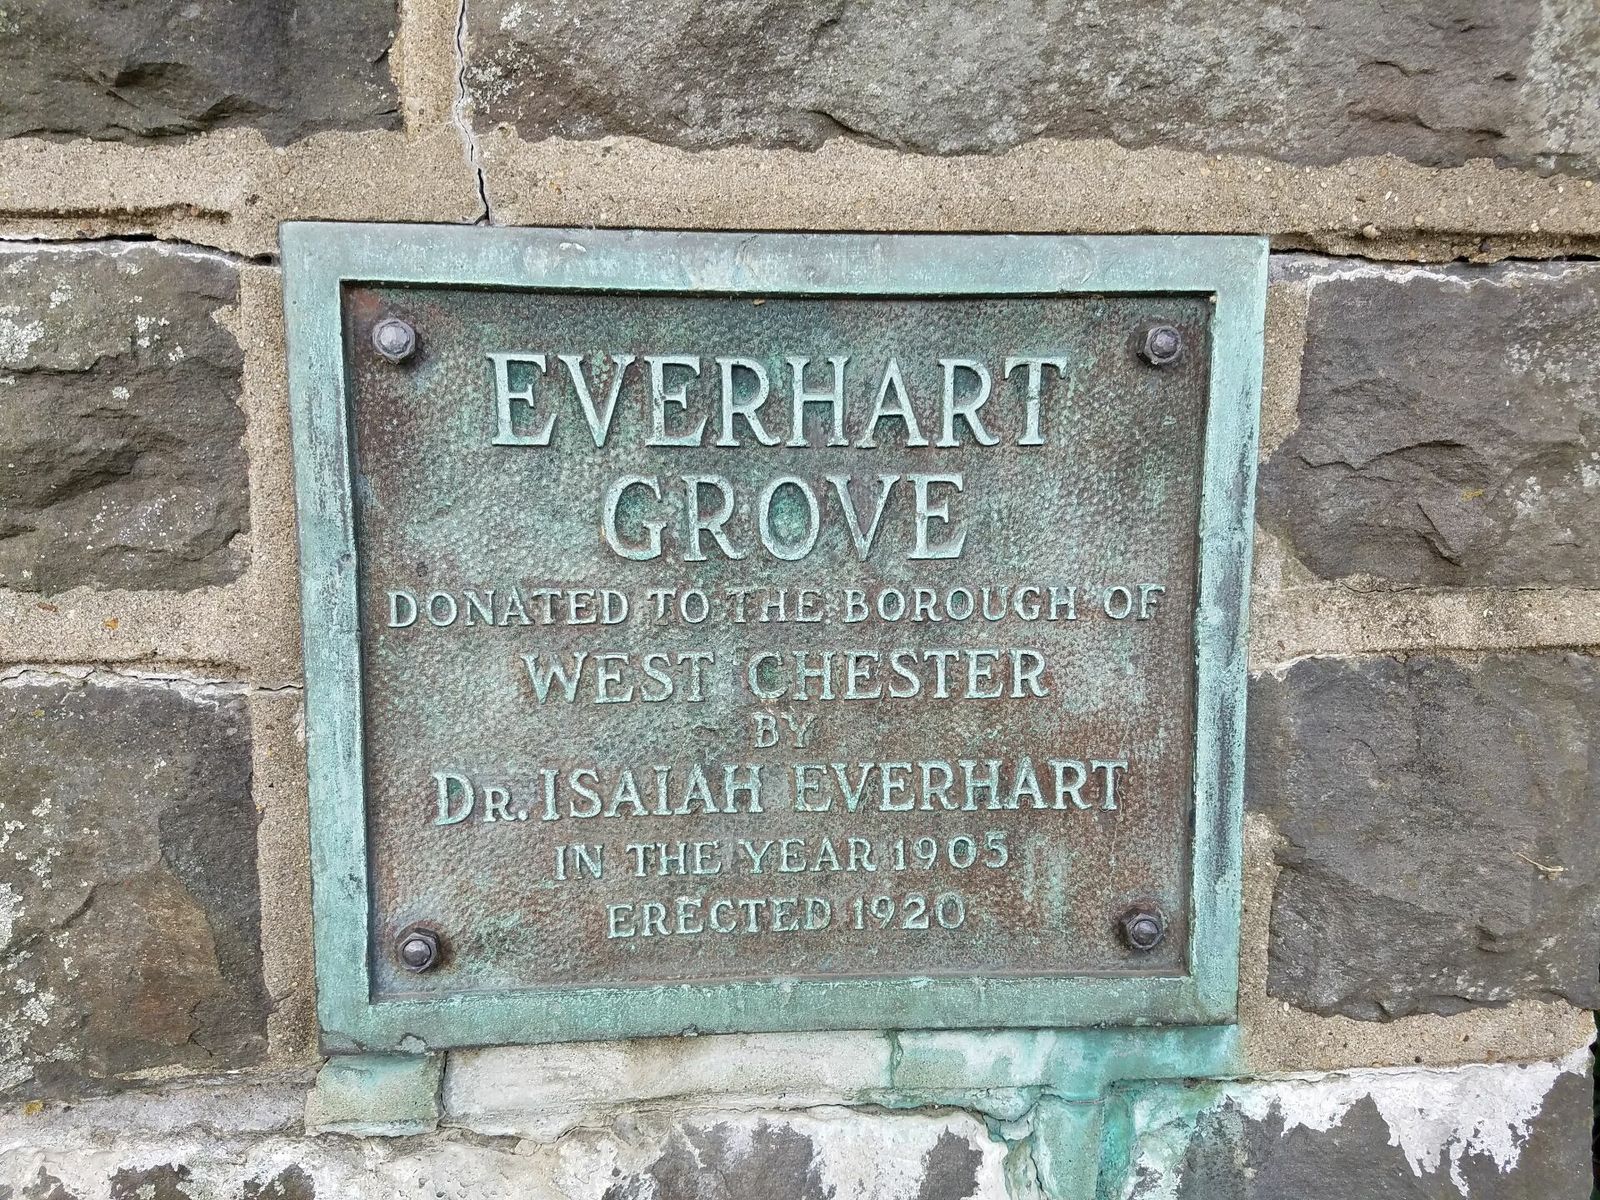 EVERHART
GROVE
DONATED TO THE BOROUGH OF
WEST CHESTER
BY
DR. ISAIAH EVERHART
IN THE YEAR 1905
ERECTED 1920